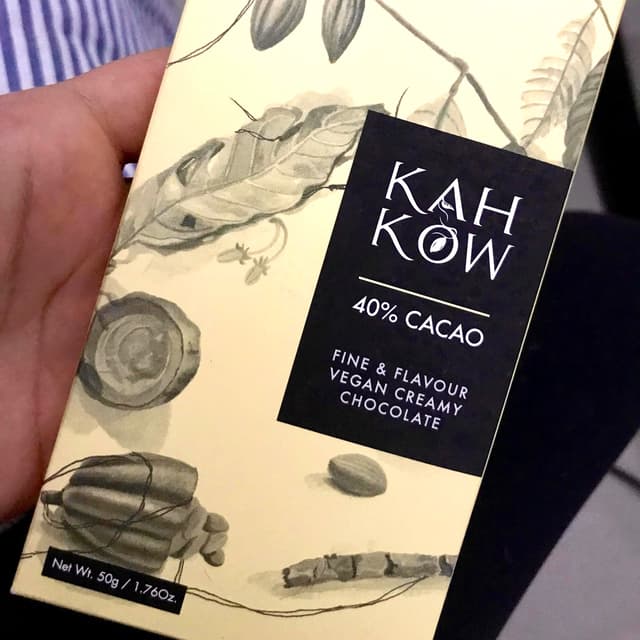 KAH
KOW
40% CACAO
FINE & FLAVOUR
VEGAN CREAMY
CHOCOLATE
Net Wt. 50g / 1.76Oz.